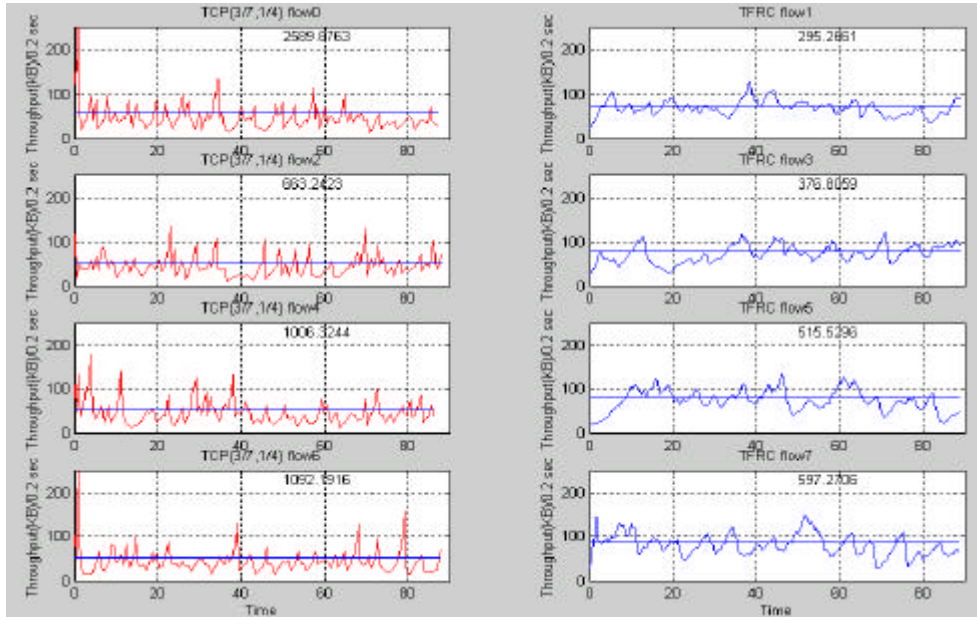 TCP(3/7,1/4) flow0
Throughput(KB)/0.2 sec
200
100
0
2589.8763
0 20 40 60 80
TFRC flow1
Throughput(KB)/0.2 sec
200
100
0
295.2661
0 20 40 60 80
TCP(3/7,1/4) flow2
Throughput(KB)/0.2 sec
200
100
0
663.2423
0 20 40 60 80
TFRC flow3
Throughput(KB)/0.2 sec
200
100
0
376.8059
0 20 40 60 80
TCP(3/7,1/4) flow4
Throughput(KB)/0.2 sec
200
100
0
1006.3244
0 20 40 60 80
TFRC flow5
Throughput(KB)/0.2 sec
200
100
0
515.5296
0 20 40 60 80
TCP(3/7,1/4) flow6
Throughput(KB)/0.2 sec
200
100
0
1092.1916
0 20 40 60 80
Time
TFRC flow7
Throughput(KB)/0.2 sec
200
100
0
597.2706
0 20 40 60 80
Time